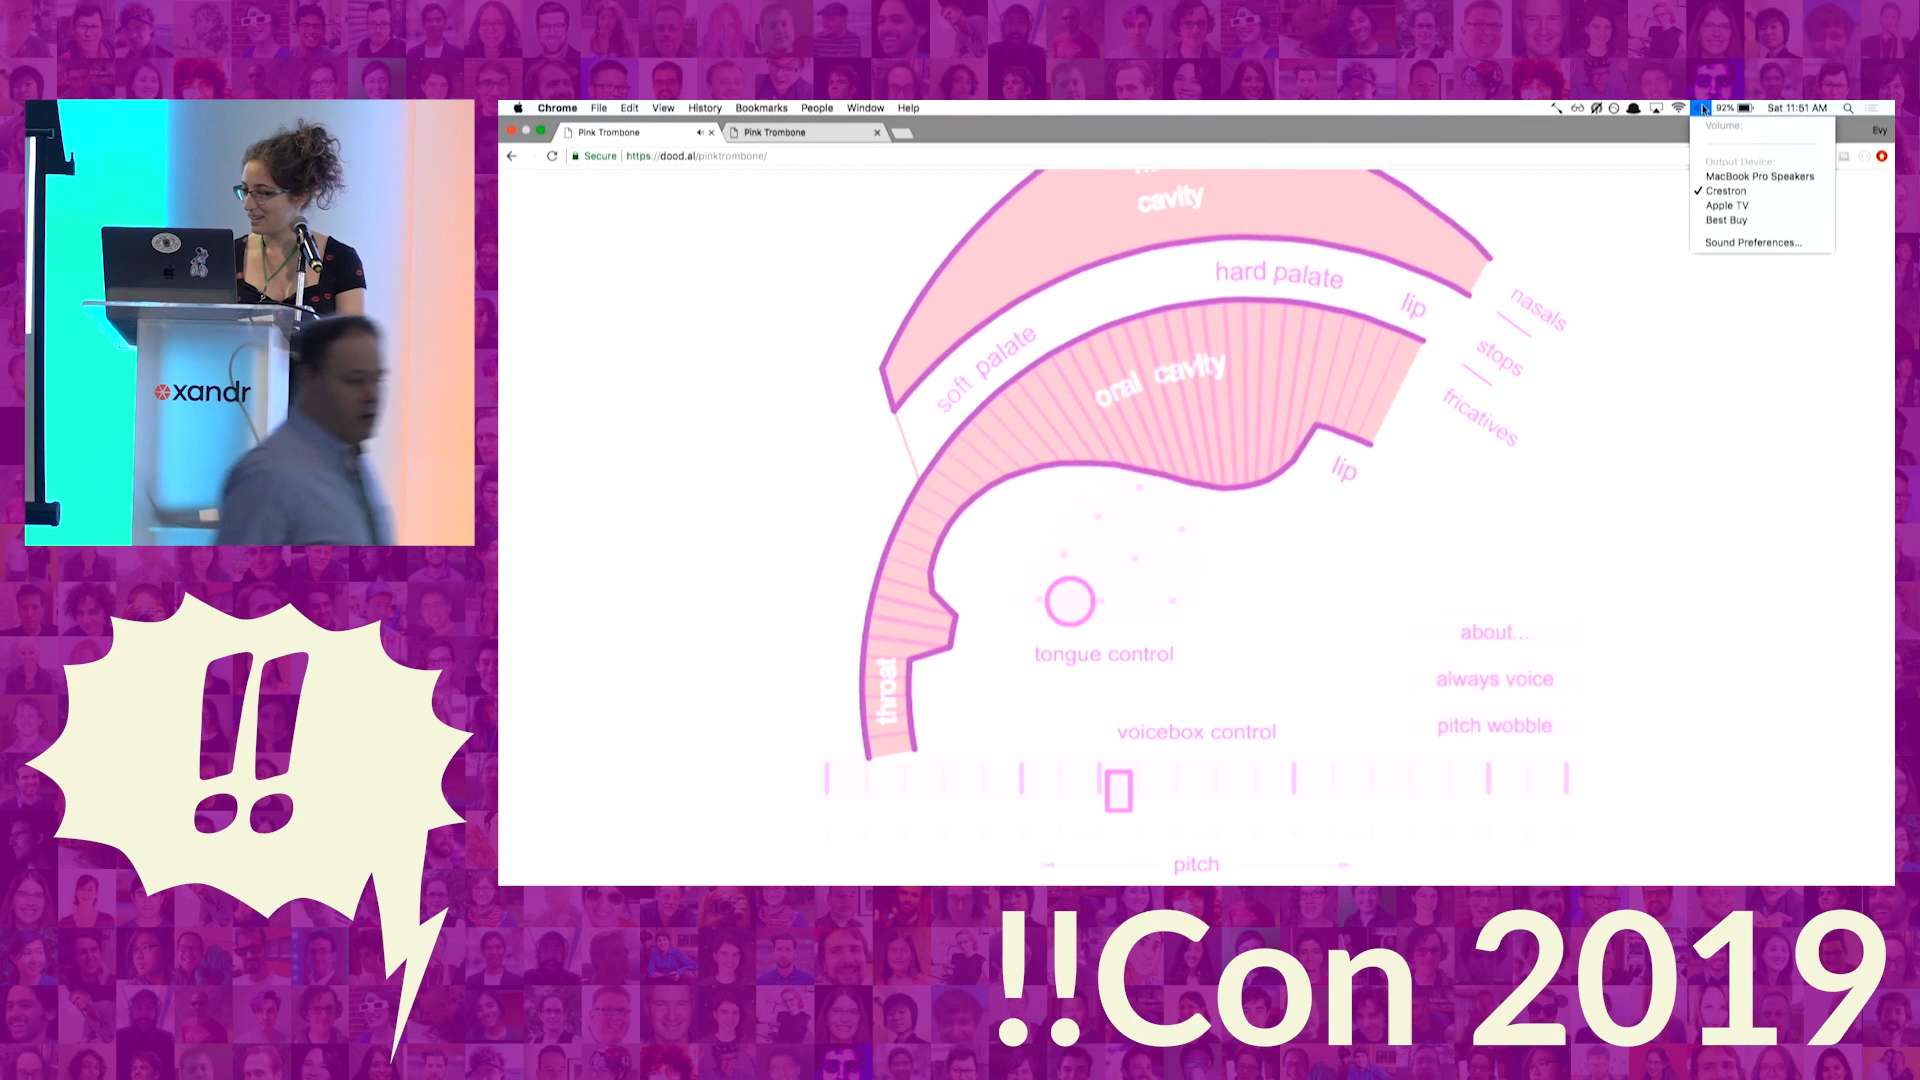 Chrome File Edit View History Bookmarks People Window Help
92% Sat 11:51 AM
Pink Trombone
Pink Trombone
Evy
Secure https://dood.al/pinktrombone/
Volume:
Output Device:
MacBook Pro Speakers
✓ Crestron
Apple TV
Best Buy
Sound Preferences...
cavity
hard palate
lip
nasals
soft palate
stops
oral cavity
fricatives
lip
tongue control
throat
about...
always voice
voicebox control
pitch wobble
pitch
xandr
!!
!!Con 2019